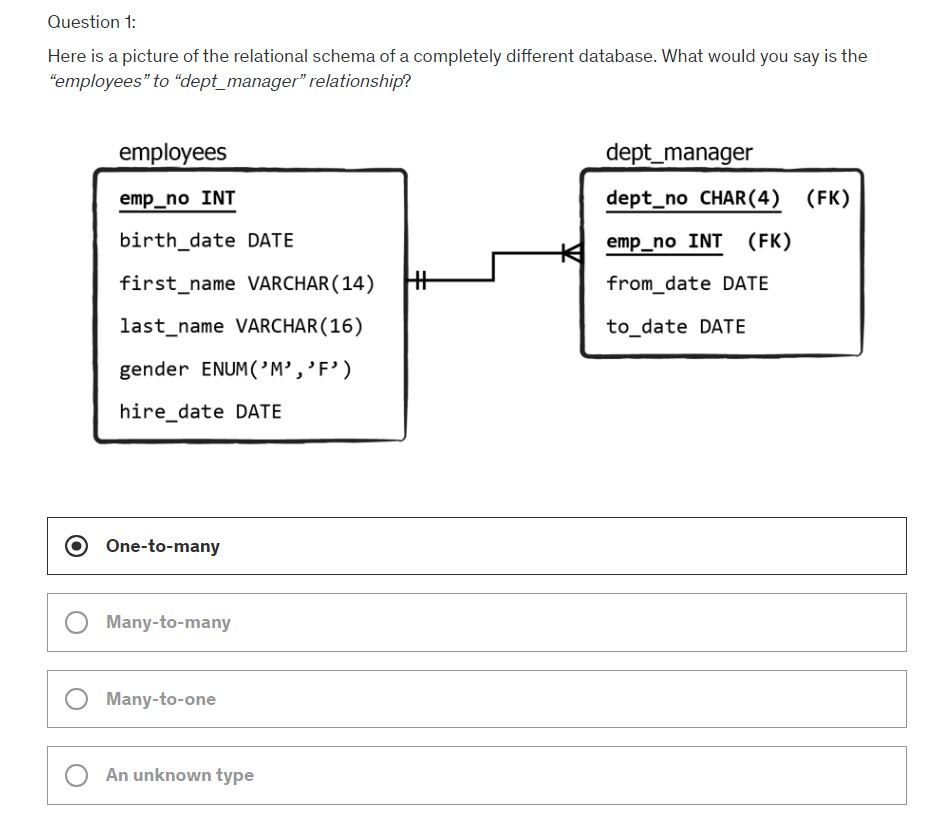 Question 1:
Here is a picture of the relational schema of a completely different database. What would you say is the
“employees” to “dept_manager” relationship?
employees
emp_no INT
birth_date DATE
first_name VARCHAR(14)
last_name VARCHAR(16)
gender ENUM(’M’,’F’)
hire_date DATE
dept_manager
dept_no CHAR(4) (FK)
emp_no INT (FK)
from_date DATE
to_date DATE
One-to-many
Many-to-many
Many-to-one
An unknown type